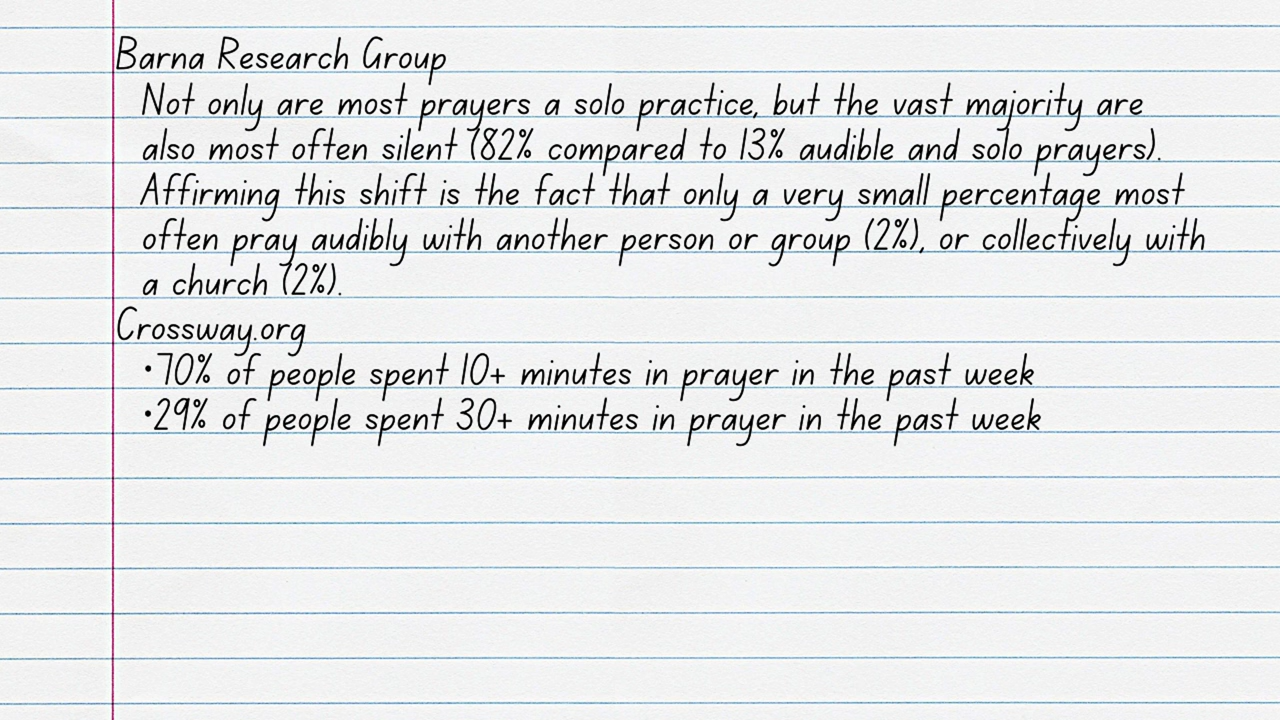 Barna Research Group
Not only are most prayers a solo practice, but the vast majority are
also most often silent (82% compared to 13% audible and solo prayers).
Affirming this shift is the fact that only a very small percentage most
often pray audibly with another person or group (2%), or collectively with
a church (2%).
Crossway.org
•70% of people spent 10+ minutes in prayer in the past week
•29% of people spent 30+ minutes in prayer in the past week